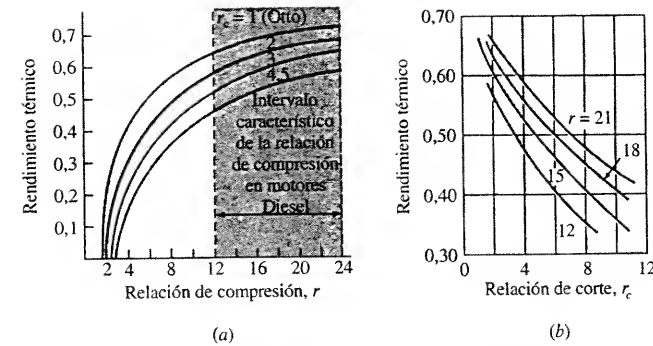 Rendimiento térmico
0,7
0,6
0,5
0,4
0,3
0,2
0,1
r_c = 1 (Otto)
2
3
4,5
Intervalo
característico
de la relación
de compresión
en motores
Diesel
2 4 8 12 16 20 24
Relación de compresión, r
(a)
Rendimiento térmico
0,70
0,60
0,50
0,40
0,30
r = 21
18
15
12
0 4 8 12
Relación de corte, r_c
(b)